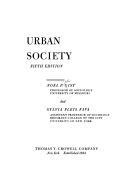 URBAN
SOCIETY
FIFTH EDITION
NOEL P. GIST
PROFESSOR OF SOCIOLOGY
UNIVERSITY OF MISSOURI
And
SYLVIA FLEIS FAVA
ASSISTANT PROFESSOR OF SOCIOLOGY
BROOKLYN COLLEGE OF THE CITY
UNIVERSITY OF NEW YORK
THOMAS Y. CROWELL COMPANY
New York Established 1834